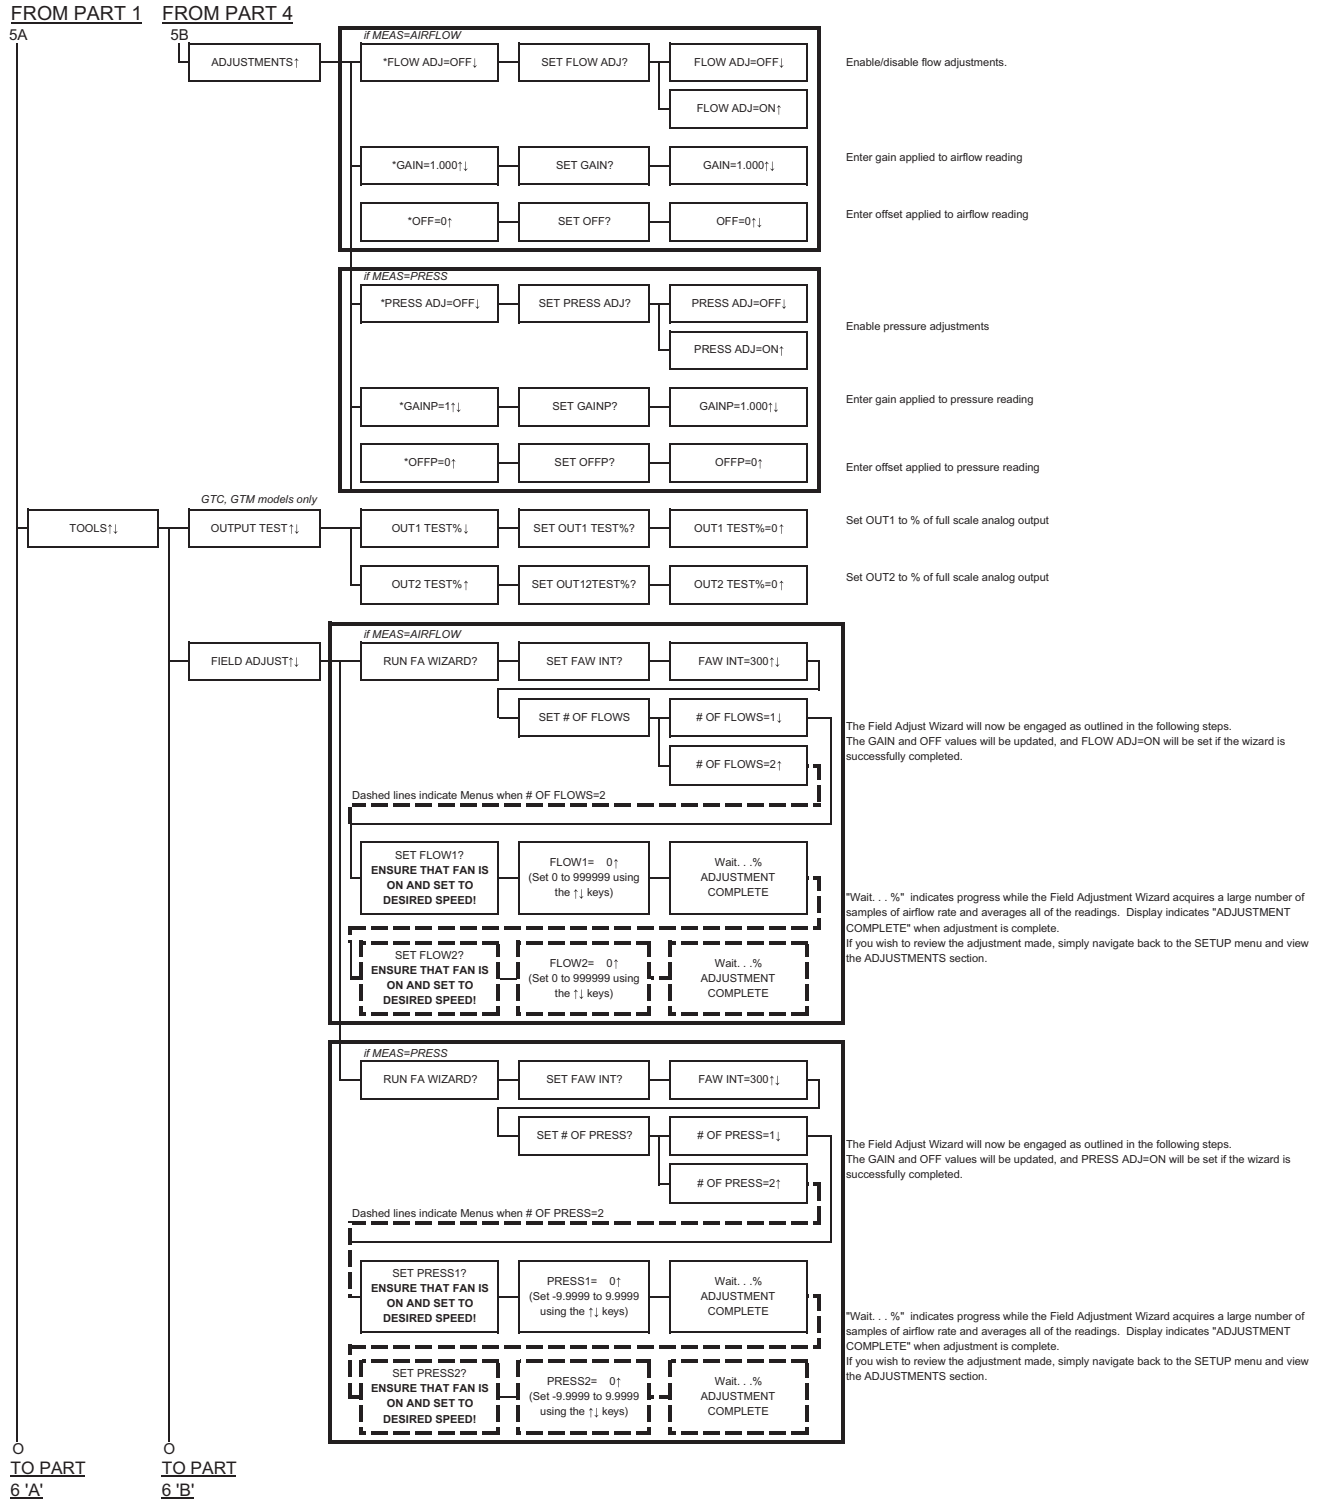 FROM PART 1 FROM PART 4
5A 5B
if MEAS=AIRFLOW
ADJUSTMENTS↑ *FLOW ADJ=OFF↓ SET FLOW ADJ? FLOW ADJ=OFF↓ Enable/disable flow adjustments.
FLOW ADJ=ON↑
*GAIN=1.000↑↓ SET GAIN? GAIN=1.000↑↓ Enter gain applied to airflow reading
*OFF=0↑ SET OFF? OFF=0↑↓ Enter offset applied to airflow reading
if MEAS=PRESS
*PRESS ADJ=OFF↓ SET PRESS ADJ? PRESS ADJ=OFF↓
Enable pressure adjustments
PRESS ADJ=ON↑
*GAINP=1↑↓ SET GAINP? GAINP=1.000↑↓ Enter gain applied to pressure reading
*OFFP=0↑ SET OFFP? OFFP=0↑ Enter offset applied to pressure reading
GTC, GTM models only
TOOLS↑↓ OUTPUT TEST↑↓ OUT1 TEST%↓ SET OUT1 TEST%? OUT1 TEST%=0↑ Set OUT1 to % of full scale analog output
OUT2 TEST%↑ SET OUT12TEST%? OUT2 TEST%=0↑ Set OUT2 to % of full scale analog output
if MEAS=AIRFLOW
FIELD ADJUST↑↓ RUN FA WIZARD? SET FAW INT? FAW INT=300↑↓
SET # OF FLOWS # OF FLOWS=1↓
# OF FLOWS=2↑
The Field Adjust Wizard will now be engaged as outlined in the following steps.
The GAIN and OFF values will be updated, and FLOW ADJ=ON will be set if the wizard is
successfully completed.
Dashed lines indicate Menus when # OF FLOWS=2
SET FLOW1?
ENSURE THAT FAN IS
ON AND SET TO
DESIRED SPEED!
FLOW1= 0↑
(Set 0 to 999999 using
the ↑↓ keys)
Wait. . .%
ADJUSTMENT
COMPLETE
"Wait. . . %" indicates progress while the Field Adjustment Wizard acquires a large number of
samples of airflow rate and averages all of the readings. Display indicates "ADJUSTMENT
COMPLETE" when adjustment is complete.
If you wish to review the adjustment made, simply navigate back to the SETUP menu and view
the ADJUSTMENTS section.
SET FLOW2?
ENSURE THAT FAN IS
ON AND SET TO
DESIRED SPEED!
FLOW2= 0↑
(Set 0 to 999999 using
the ↑↓ keys)
Wait. . .%
ADJUSTMENT
COMPLETE
if MEAS=PRESS
RUN FA WIZARD? SET FAW INT? FAW INT=300↑↓
SET # OF PRESS? # OF PRESS=1↓
# OF PRESS=2↑
The Field Adjust Wizard will now be engaged as outlined in the following steps.
The GAIN and OFF values will be updated, and PRESS ADJ=ON will be set if the wizard is
successfully completed.
Dashed lines indicate Menus when # OF PRESS=2
SET PRESS1?
ENSURE THAT FAN IS
ON AND SET TO
DESIRED SPEED!
PRESS1= 0↑
(Set -9.9999 to 9.9999
using the ↑↓ keys)
Wait. . .%
ADJUSTMENT
COMPLETE
"Wait. . . %" indicates progress while the Field Adjustment Wizard acquires a large number of
samples of airflow rate and averages all of the readings. Display indicates "ADJUSTMENT
COMPLETE" when adjustment is complete.
If you wish to review the adjustment made, simply navigate back to the SETUP menu and view
the ADJUSTMENTS section.
SET PRESS2?
ENSURE THAT FAN IS
ON AND SET TO
DESIRED SPEED!
PRESS2= 0↑
(Set -9.9999 to 9.9999
using the ↑↓ keys)
Wait. . .%
ADJUSTMENT
COMPLETE
O O
TO PART TO PART
6 'A' 6 'B'